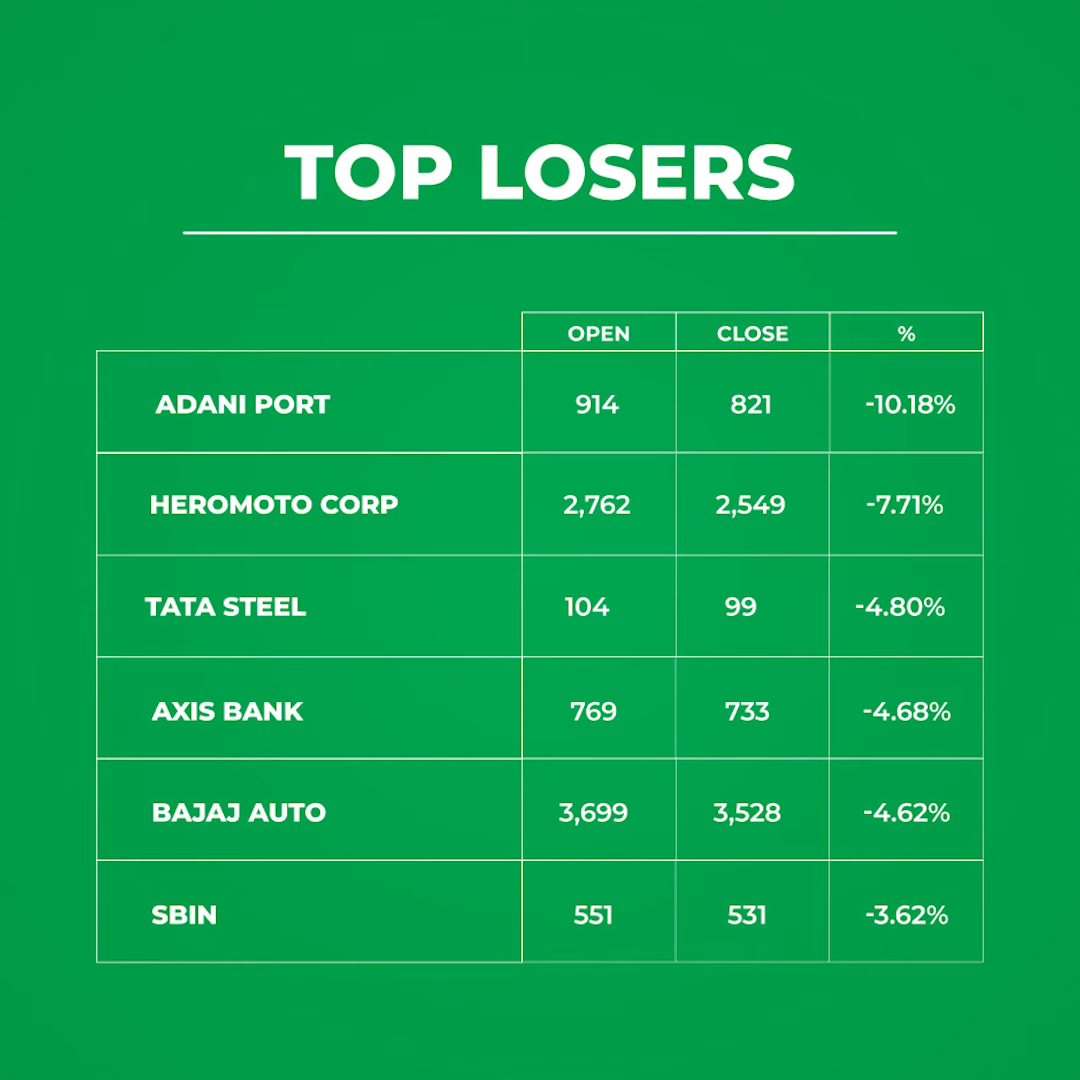 TOP LOSERS
OPEN CLOSE %
ADANI PORT 914 821 -10.18%
HEROMOTO CORP 2,762 2,549 -7.71%
TATA STEEL 104 99 -4.80%
AXIS BANK 769 733 -4.68%
BAJAJ AUTO 3,699 3,528 -4.62%
SBIN 551 531 -3.62%